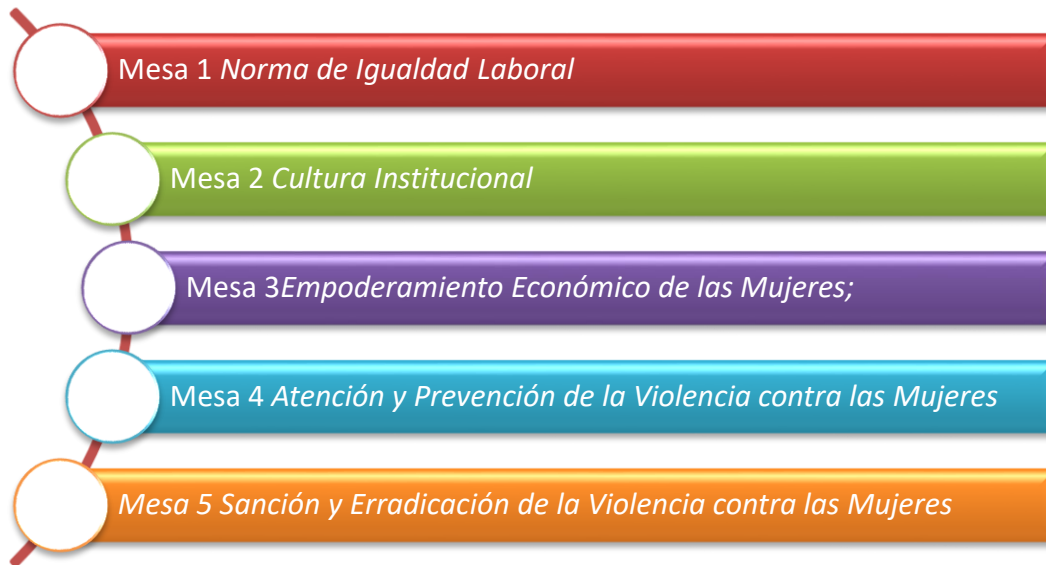 Mesa 1 Norma de Igualdad Laboral
Mesa 2 Cultura Institucional
Mesa 3Empoderamiento Económico de las Mujeres;
Mesa 4 Atención y Prevención de la Violencia contra las Mujeres
Mesa 5 Sanción y Erradicación de la Violencia contra las Mujeres